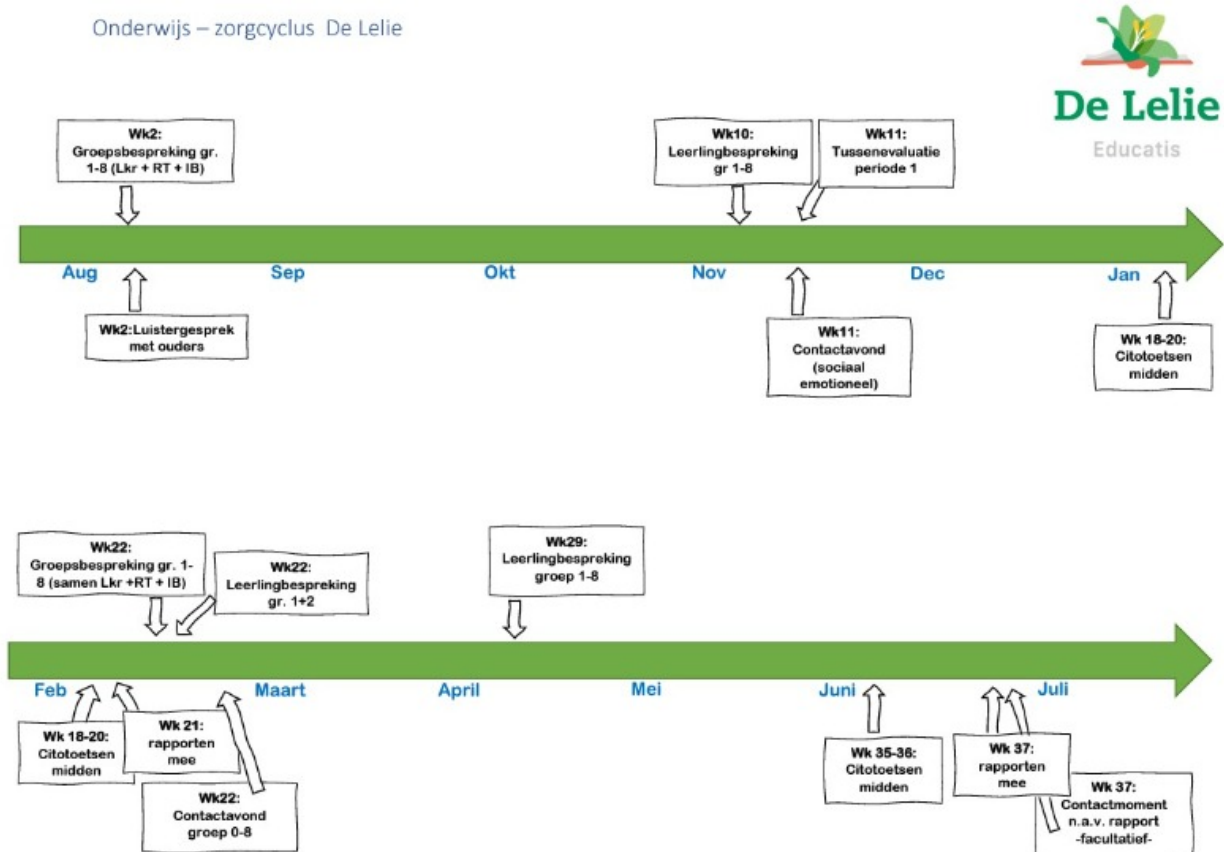 Onderwijs – zorgcyclus De Lelie
De Lelie
Educatis
Wk2:
Groepsbespreking gr.
1-8 (Lkr + RT + IB)
Wk10:
Leerlingbespreking
gr 1-8
Wk11:
Tussenevaluatie
periode 1
Aug
Sep
Okt
Nov
Dec
Jan
Wk2:Luistergesprek
met ouders
Wk11:
Contactavond
(sociaal
emotioneel)
Wk 18-20:
Citotoetsen
midden
Wk22:
Groepsbespreking gr. 1-
8 (samen Lkr +RT + IB)
Wk22:
Leerlingbespreking
gr. 1+2
Wk29:
Leerlingbespreking
groep 1-8
Feb
Maart
April
Mei
Juni
Juli
Wk 18-20:
Citotoetsen
midden
Wk 21:
rapporten
mee
Wk22:
Contactavond
groep 0-8
Wk 35-36:
Citotoetsen
midden
Wk 37:
rapporten
mee
Wk 37:
Contactmoment
n.a.v. rapport
-facultatief-